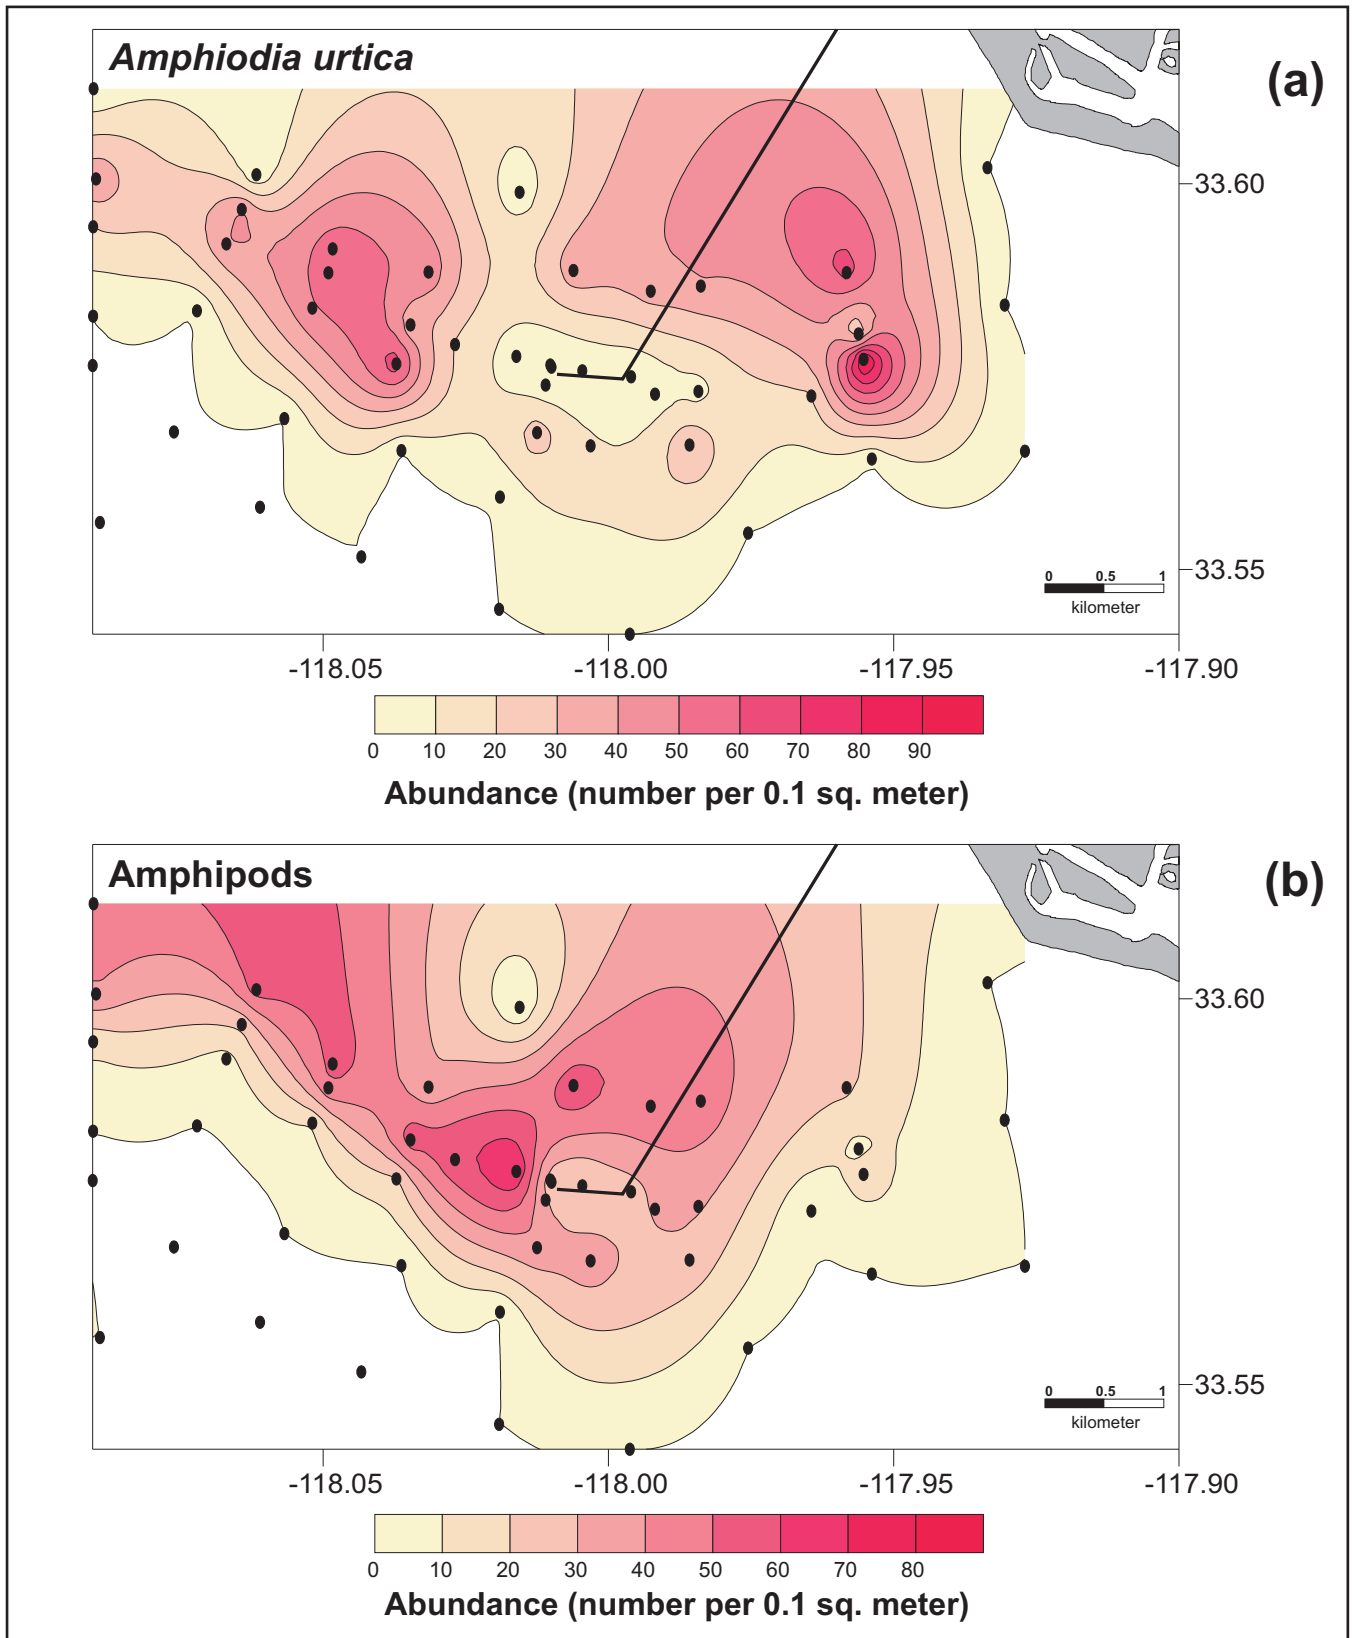 Amphiodia urtica
(a)
33.60
33.55
0 0.5 1
kilometer
-118.05 -118.00 -117.95 -117.90
0 10 20 30 40 50 60 70 80 90
Abundance (number per 0.1 sq. meter)
Amphipods
(b)
33.60
33.55
0 0.5 1
kilometer
-118.05 -118.00 -117.95 -117.90
0 10 20 30 40 50 60 70 80
Abundance (number per 0.1 sq. meter)